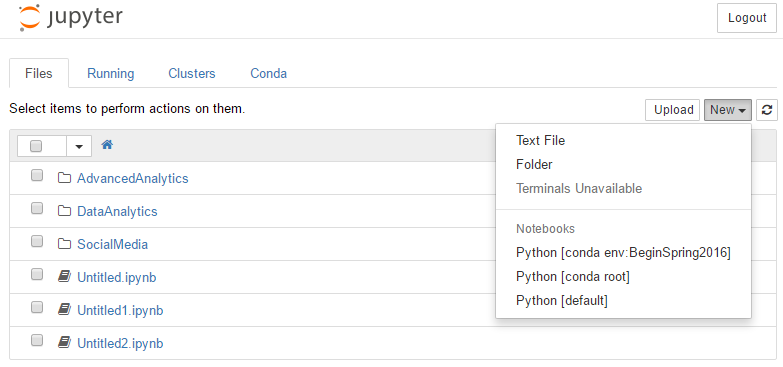 jupyter
Logout
Files Running Clusters Conda
Select items to perform actions on them.
Upload New
Text File
Folder
Terminals Unavailable
Notebooks
Python [conda env:BeginSpring2016]
Python [conda root]
Python [default]
AdvancedAnalytics
DataAnalytics
SocialMedia
Untitled.ipynb
Untitled1.ipynb
Untitled2.ipynb